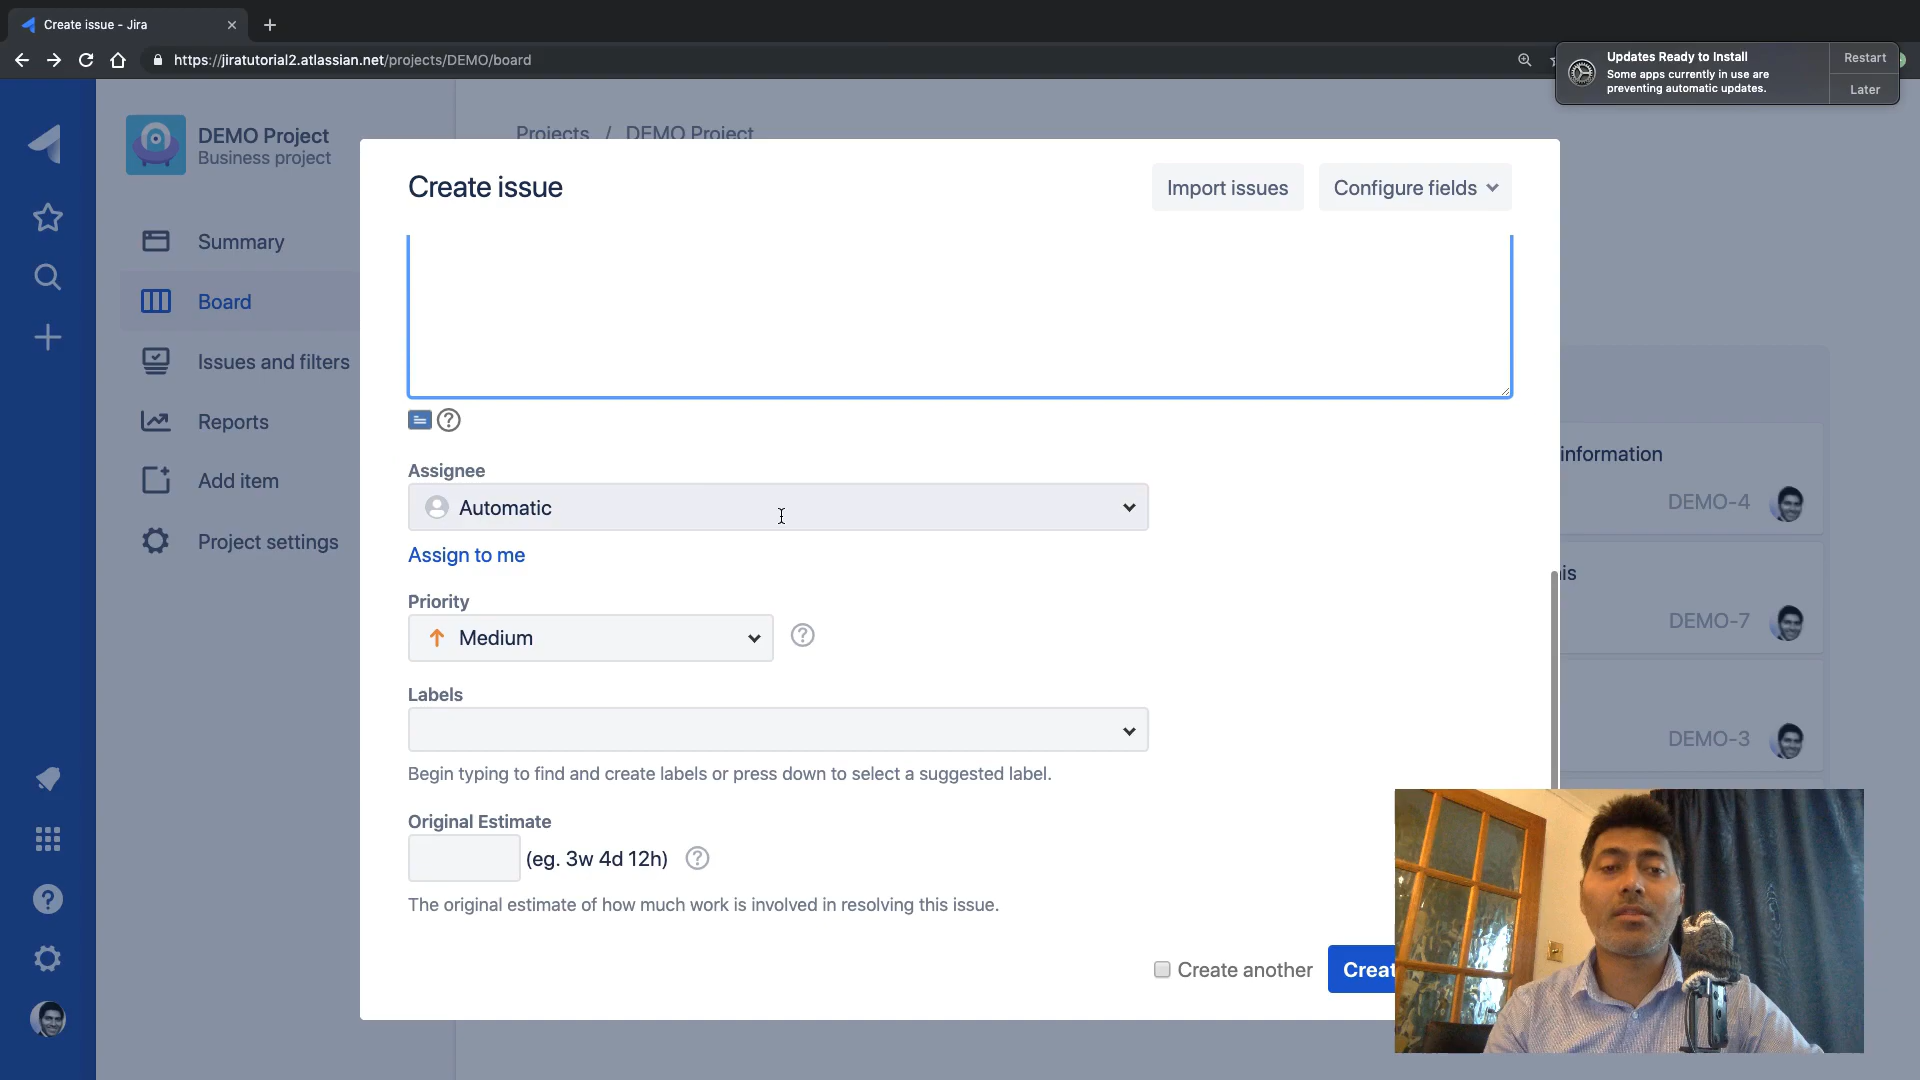 Create issue - Jira
https://jiratutorial2.atlassian.net/projects/DEMO/board
Updates Ready to Install
Some apps currently in use are
preventing automatic updates.
Restart
Later
DEMO Project
Business project
Projects / DEMO Project
Create issue
Import issues
Configure fields
Summary
Board
Issues and filters
Reports
Add item
Project settings
Assignee
Automatic
Assign to me
Priority
Medium
Labels
Begin typing to find and create labels or press down to select a suggested label.
Original Estimate
(eg. 3w 4d 12h)
The original estimate of how much work is involved in resolving this issue.
Create another
Creat
information
DEMO-4
is
DEMO-7
DEMO-3